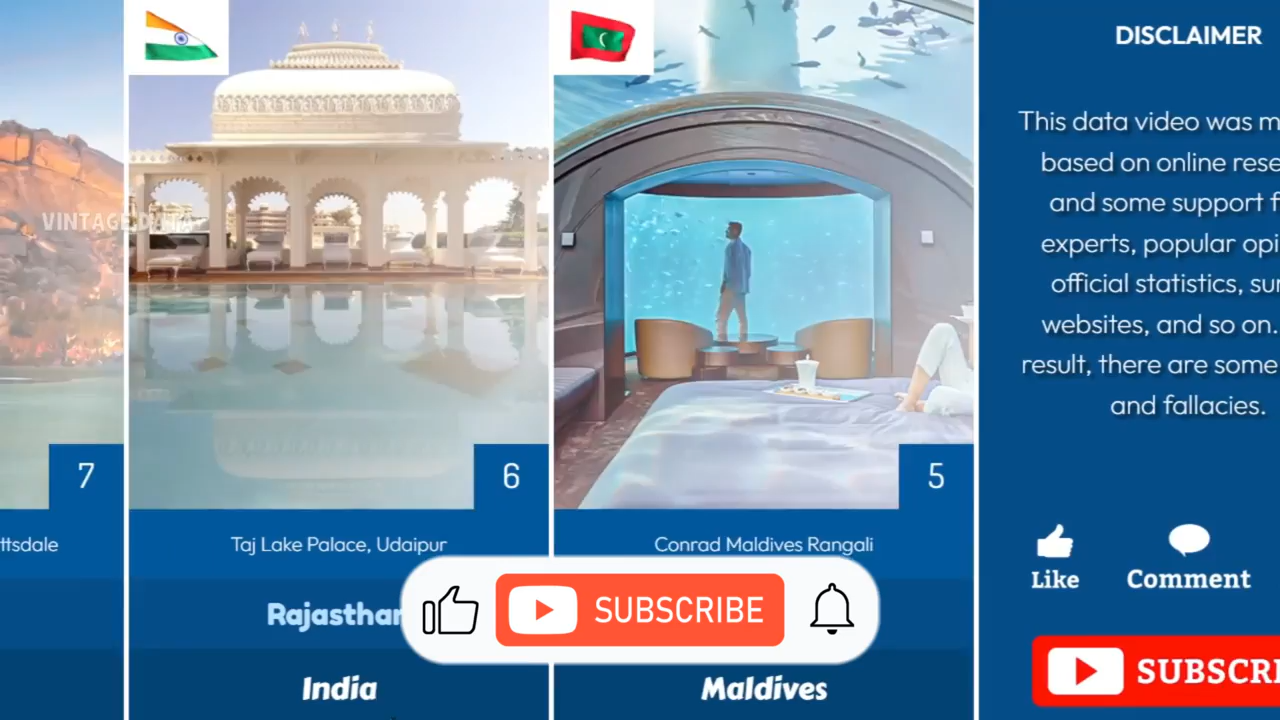 VINTAGE DATA
7
ttsdale
6
Taj Lake Palace, Udaipur
Rajasthan
India
5
Conrad Maldives Rangali
Maldives
SUBSCRIBE
DISCLAIMER
This data video was m
based on online rese
and some support f
experts, popular opi
official statistics, sur
websites, and so on.
result, there are some
and fallacies.
Like
Comment
SUBSCRI